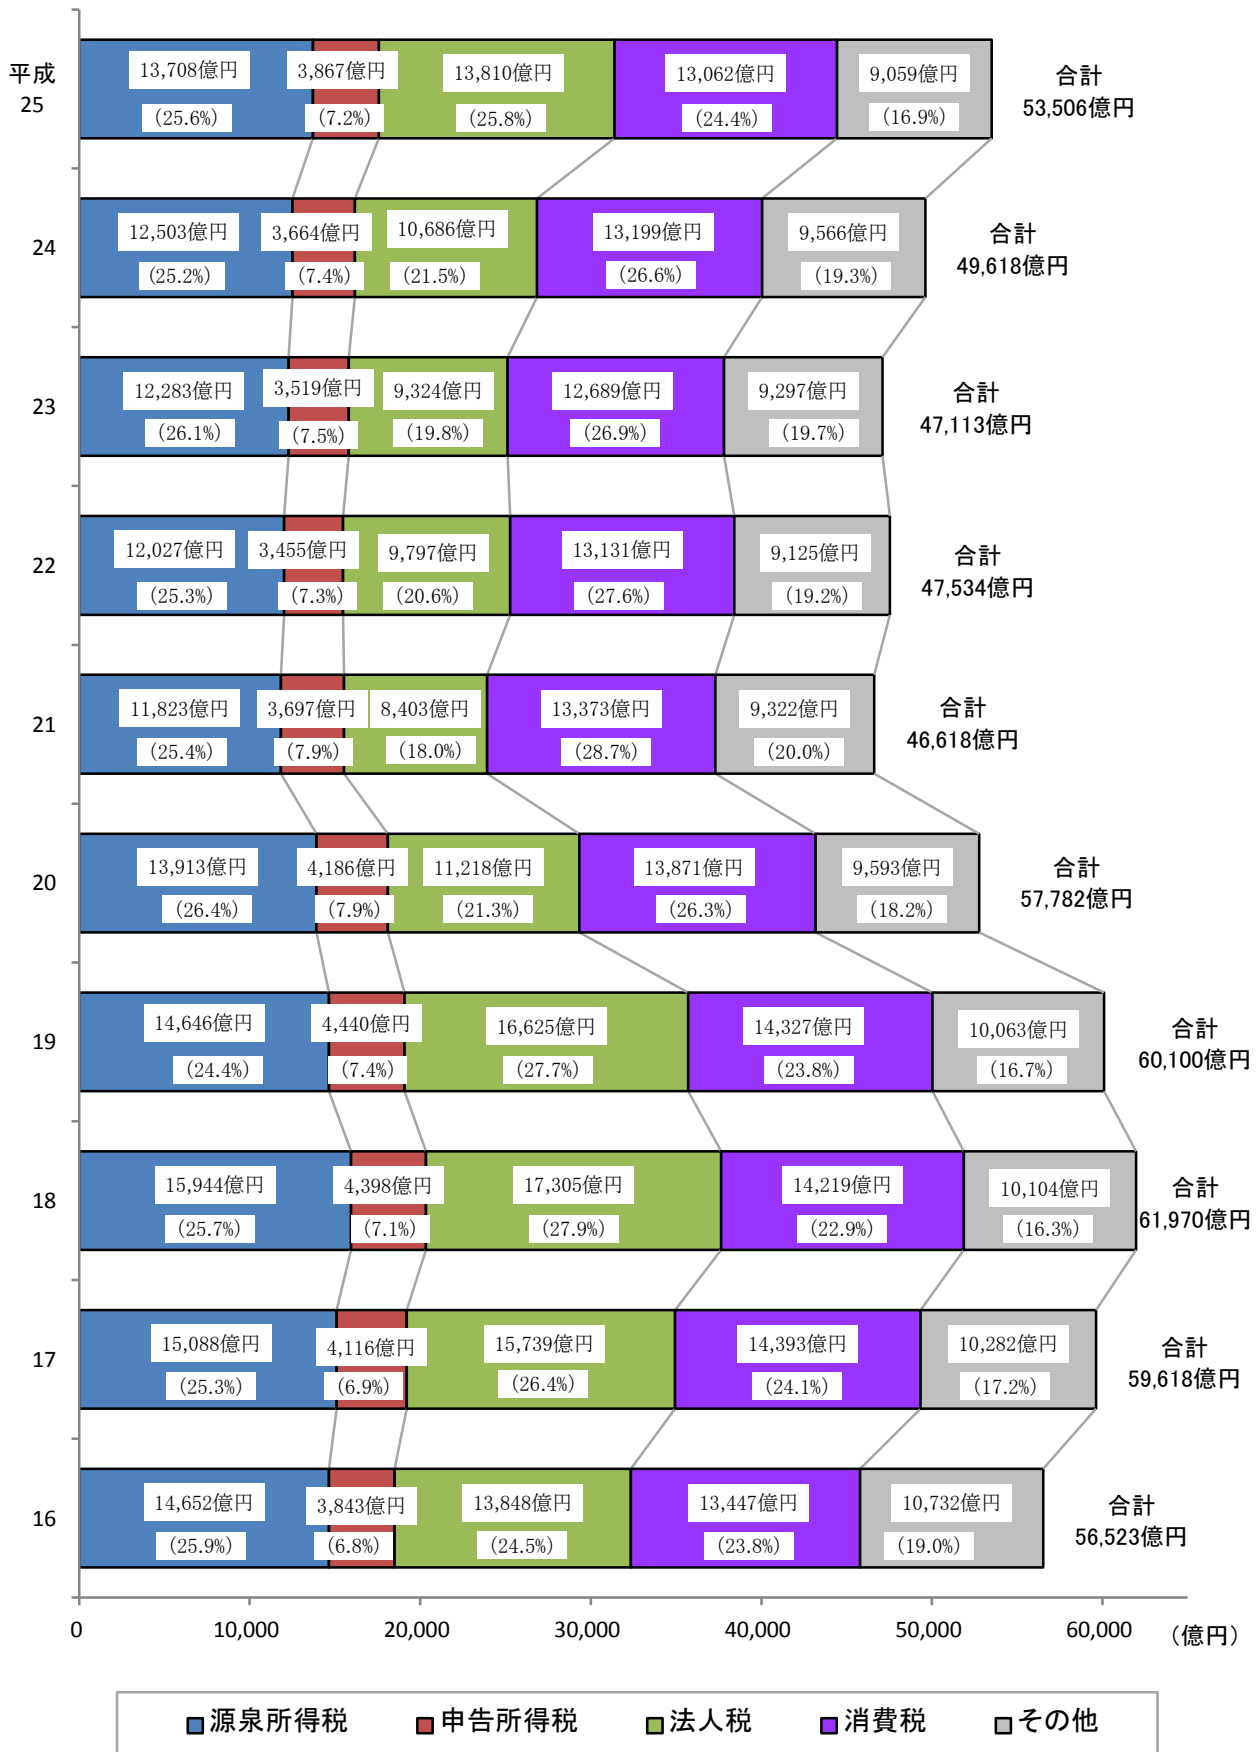 平成
25
13,708億円
3,867億円
13,810億円
13,062億円
9,059億円
(25.6%)
(7.2%)
(25.8%)
(24.4%)
(16.9%)
合計
53,506億円
24
12,503億円
3,664億円
10,686億円
13,199億円
9,566億円
(25.2%)
(7.4%)
(21.5%)
(26.6%)
(19.3%)
合計
49,618億円
23
12,283億円
3,519億円
9,324億円
12,689億円
9,297億円
(26.1%)
(7.5%)
(19.8%)
(26.9%)
(19.7%)
合計
47,113億円
22
12,027億円
3,455億円
9,797億円
13,131億円
9,125億円
(25.3%)
(7.3%)
(20.6%)
(27.6%)
(19.2%)
合計
47,534億円
21
11,823億円
3,697億円
8,403億円
13,373億円
9,322億円
(25.4%)
(7.9%)
(18.0%)
(28.7%)
(20.0%)
合計
46,618億円
20
13,913億円
4,186億円
11,218億円
13,871億円
9,593億円
(26.4%)
(7.9%)
(21.3%)
(26.3%)
(18.2%)
合計
57,782億円
19
14,646億円
4,440億円
16,625億円
14,327億円
10,063億円
(24.4%)
(7.4%)
(27.7%)
(23.8%)
(16.7%)
合計
60,100億円
18
15,944億円
4,398億円
17,305億円
14,219億円
10,104億円
(25.7%)
(7.1%)
(27.9%)
(22.9%)
(16.3%)
合計
61,970億円
17
15,088億円
4,116億円
15,739億円
14,393億円
10,282億円
(25.3%)
(6.9%)
(26.4%)
(24.1%)
(17.2%)
合計
59,618億円
16
14,652億円
3,843億円
13,848億円
13,447億円
10,732億円
(25.9%)
(6.8%)
(24.5%)
(23.8%)
(19.0%)
合計
56,523億円
0 10,000 20,000 30,000 40,000 50,000 60,000 (億円)
源泉所得税 申告所得税 法人税 消費税 その他